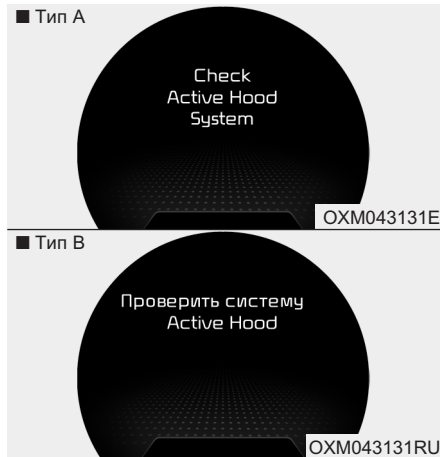 ■ Тип А
Check
Active Hood
System
OXM043131E
■ Тип В
Проверить систему
Active Hood
OXM043131RU